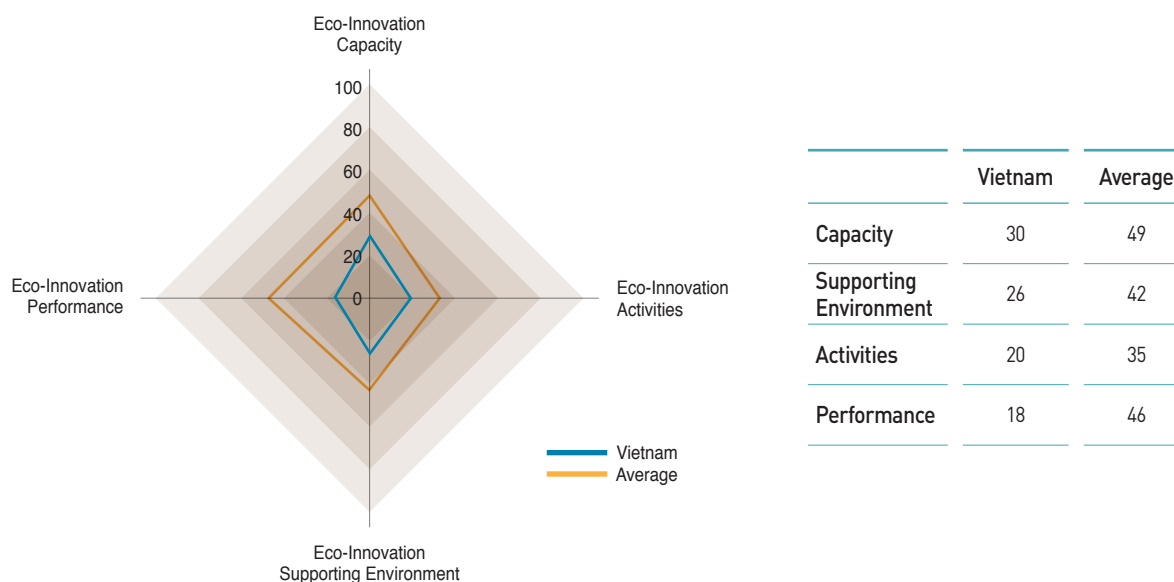 Eco-Innovation
Capacity
100
80
60
40
20
0
Eco-Innovation
Performance
Eco-Innovation
Activities
Eco-Innovation
Supporting Environment
Vietnam
Average
Vietnam Average
Capacity 30 49
Supporting
Environment 26 42
Activities 20 35
Performance 18 46